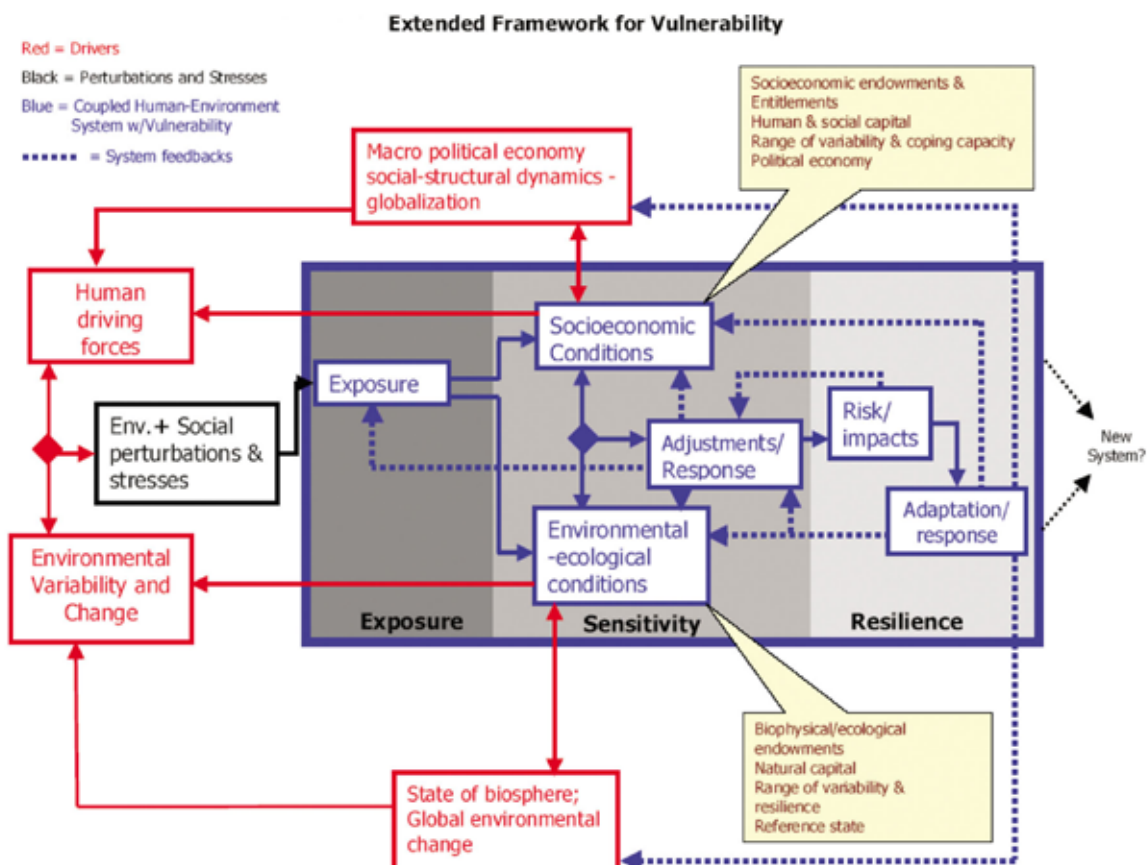 Extended Framework for Vulnerability
Red = Drivers
Black = Perturbations and Stresses
Blue = Coupled Human-Environment
System w/Vulnerability
= System feedbacks
Socioeconomic endowments &
Entitlements
Human & social capital
Range of variability & coping capacity
Political economy
Macro political economy
social-structural dynamics -
globalization
Human
driving
forces
Socioeconomic
Conditions
Exposure
Env.+ Social
perturbations &
stresses
Adjustments/
Response
Risk/
impacts
New
System?
Adaptation/
response
Environmental
-ecological
conditions
Environmental
Variability and
Change
Exposure
Sensitivity
Resilience
Biophysical/ecological
endowments
Natural capital
Range of variability &
resilience
Reference state
State of biosphere;
Global environmental
change